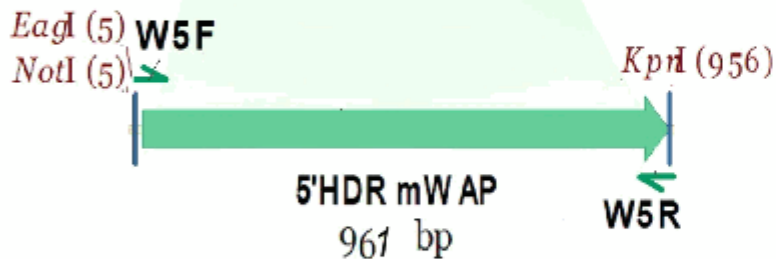 EagI (5) W5F
NotI (5)
KpnI (956)
5'HDR mWAP
W5R
961 bp